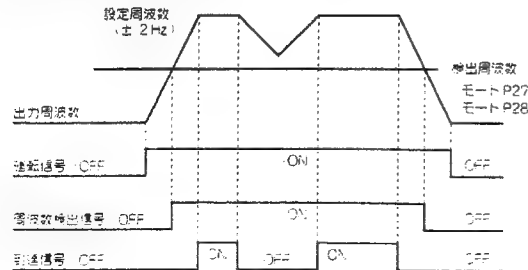 設定周波数
(± 2Hz)
検出周波数
モートP27
モートP28
出力周波数
運転信号 OFF ON OFF
周波数検出信号 OFF ON OFF
到達信号 OFF ON OFF ON OFF